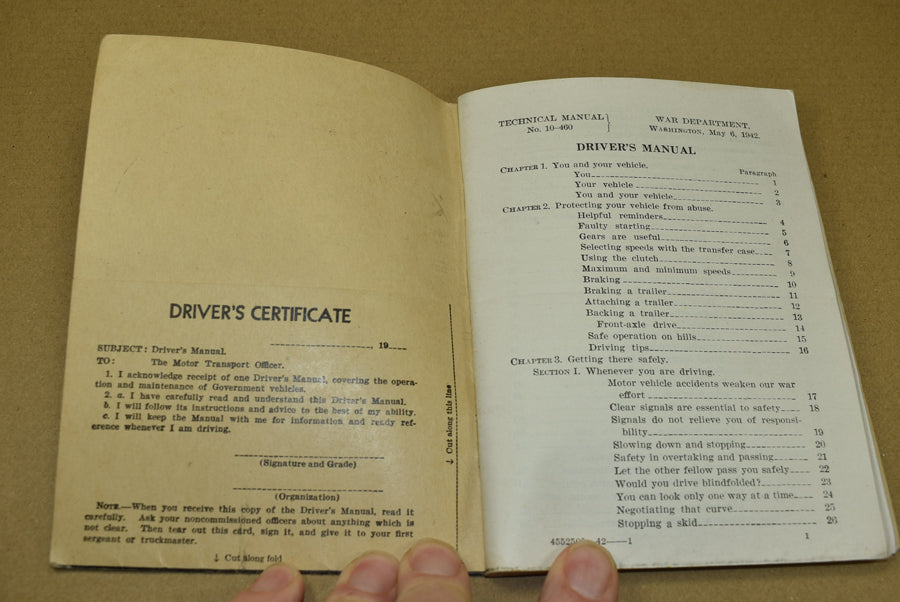 DRIVER'S CERTIFICATE
, 19
SUBJECT: Driver's Manual.
TO: The Motor Transport Officer.
1. I acknowledge receipt of one Driver's Manual, covering the opera-
tion and maintenance of Government vehicles.
2. a. I have carefully read and understand this Driver's Manual.
b. I will follow its instructions and advice to the best of my ability.
c. I will keep the Manual with me for information and ready ref-
erence whenever I am driving.
(Signature and Grade)
(Organization)
NOTE.—When you receive this copy of the Driver's Manual, read it
carefully. Ask your noncommissioned officers about anything which is
not clear. Then tear out this card, sign it, and give it to your first
sergeant or truckmaster.
↓ Cut along fold
↓ Cut along this line
TECHNICAL MANUAL } WAR DEPARTMENT,
No. 10-460 WASHINGTON, May 6, 1942.
DRIVER'S MANUAL
CHAPTER 1. You and your vehicle. Paragraph
You 1
Your vehicle 2
You and your vehicle 3
CHAPTER 2. Protecting your vehicle from abuse.
Helpful reminders 4
Faulty starting 5
Gears are useful 6
Selecting speeds with the transfer case 7
Using the clutch 8
Maximum and minimum speeds 9
Braking 10
Braking a trailer 11
Attaching a trailer 12
Backing a trailer 13
Front-axle drive 14
Safe operation on hills 15
Driving tips 16
CHAPTER 3. Getting there safely.
SECTION I. Whenever you are driving.
Motor vehicle accidents weaken our war
effort 17
Clear signals are essential to safety 18
Signals do not relieve you of responsi-
bility 19
Slowing down and stopping 20
Safety in overtaking and passing 21
Let the other fellow pass you safely 22
Would you drive blindfolded? 23
You can look only one way at a time 24
Negotiating that curve 25
Stopping a skid 26
42——1 1